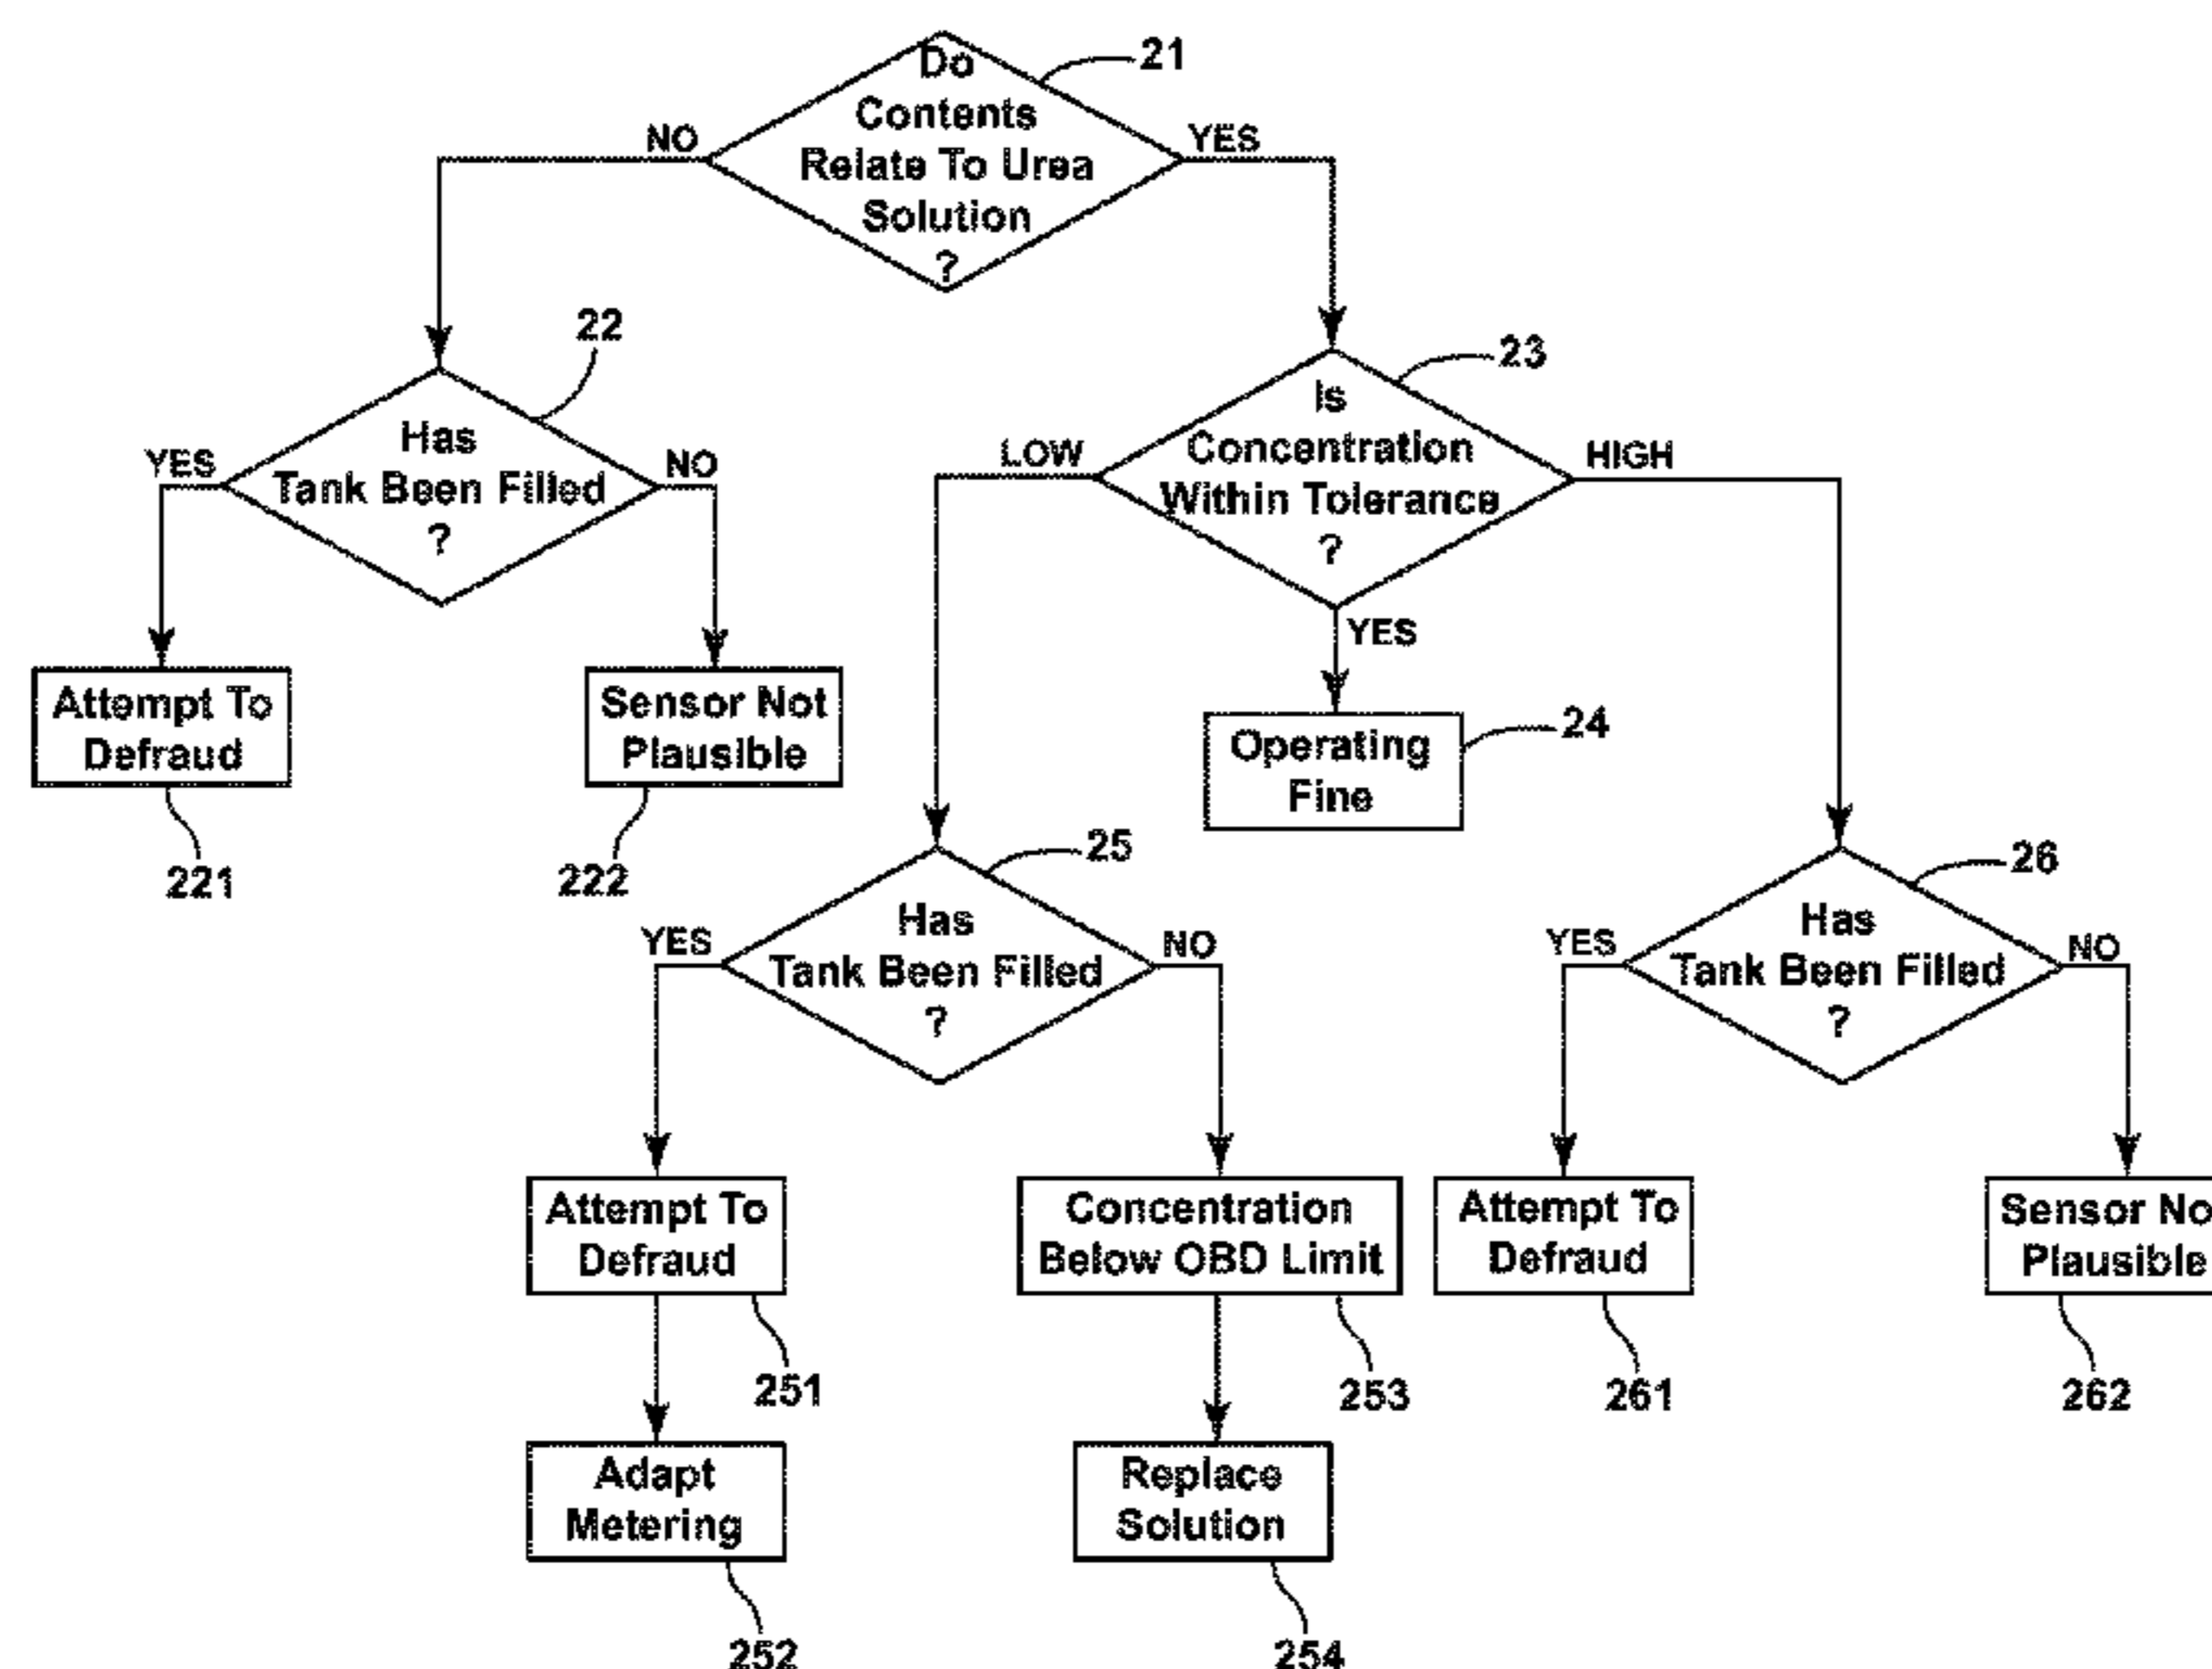 Do
Contents
Relate To Urea
Solution
?
21
NO
YES
22
Has
Tank Been Filled
?
YES
NO
23
Is
Concentration
Within Tolerance
?
LOW
HIGH
YES
Attempt To
Defraud
221
Sensor Not
Plausible
222
Operating
Fine
24
25
Has
Tank Been Filled
?
YES
NO
26
Has
Tank Been Filled
?
YES
NO
Attempt To
Defraud
251
Concentration
Below OBD Limit
253
Attempt To
Defraud
261
Sensor No
Plausible
262
Adapt
Metering
252
Replace
Solution
254